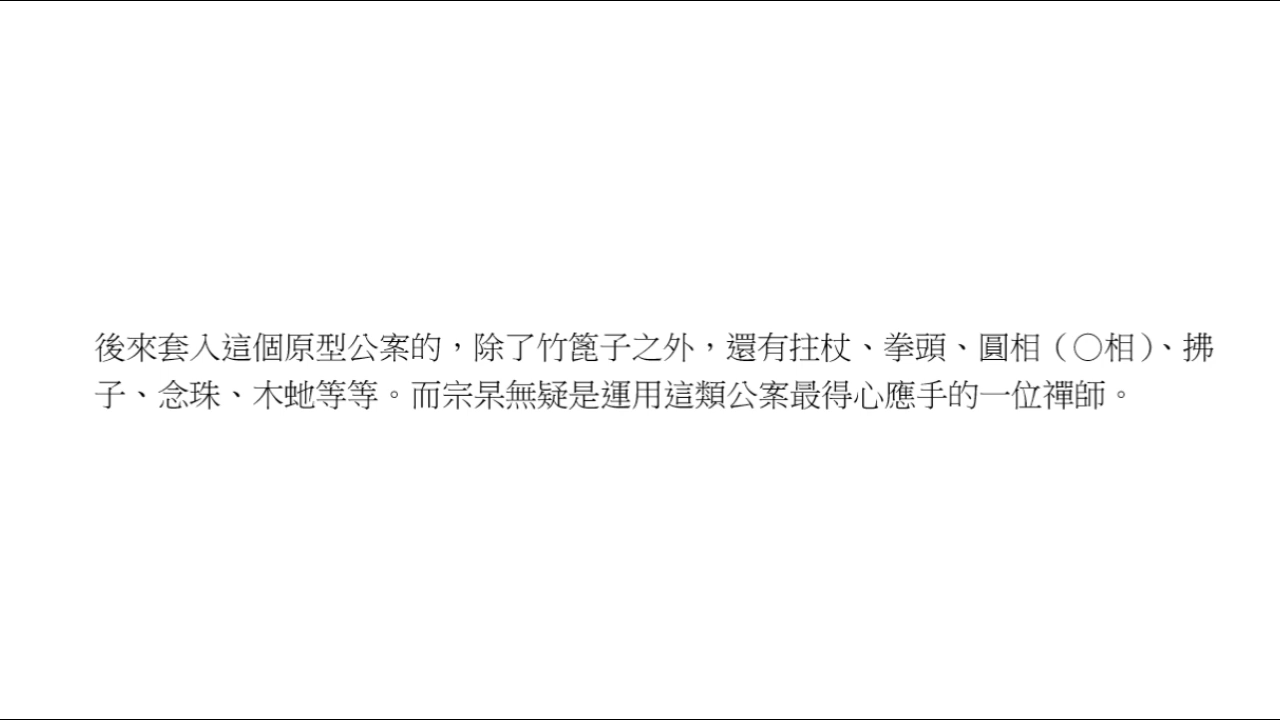 後來套入這個原型公案的，除了竹篦子之外，還有拄杖、拳頭、圓相（○相）、拂
子、念珠、木虵等等。而宗杲無疑是運用這類公案最得心應手的一位禪師。